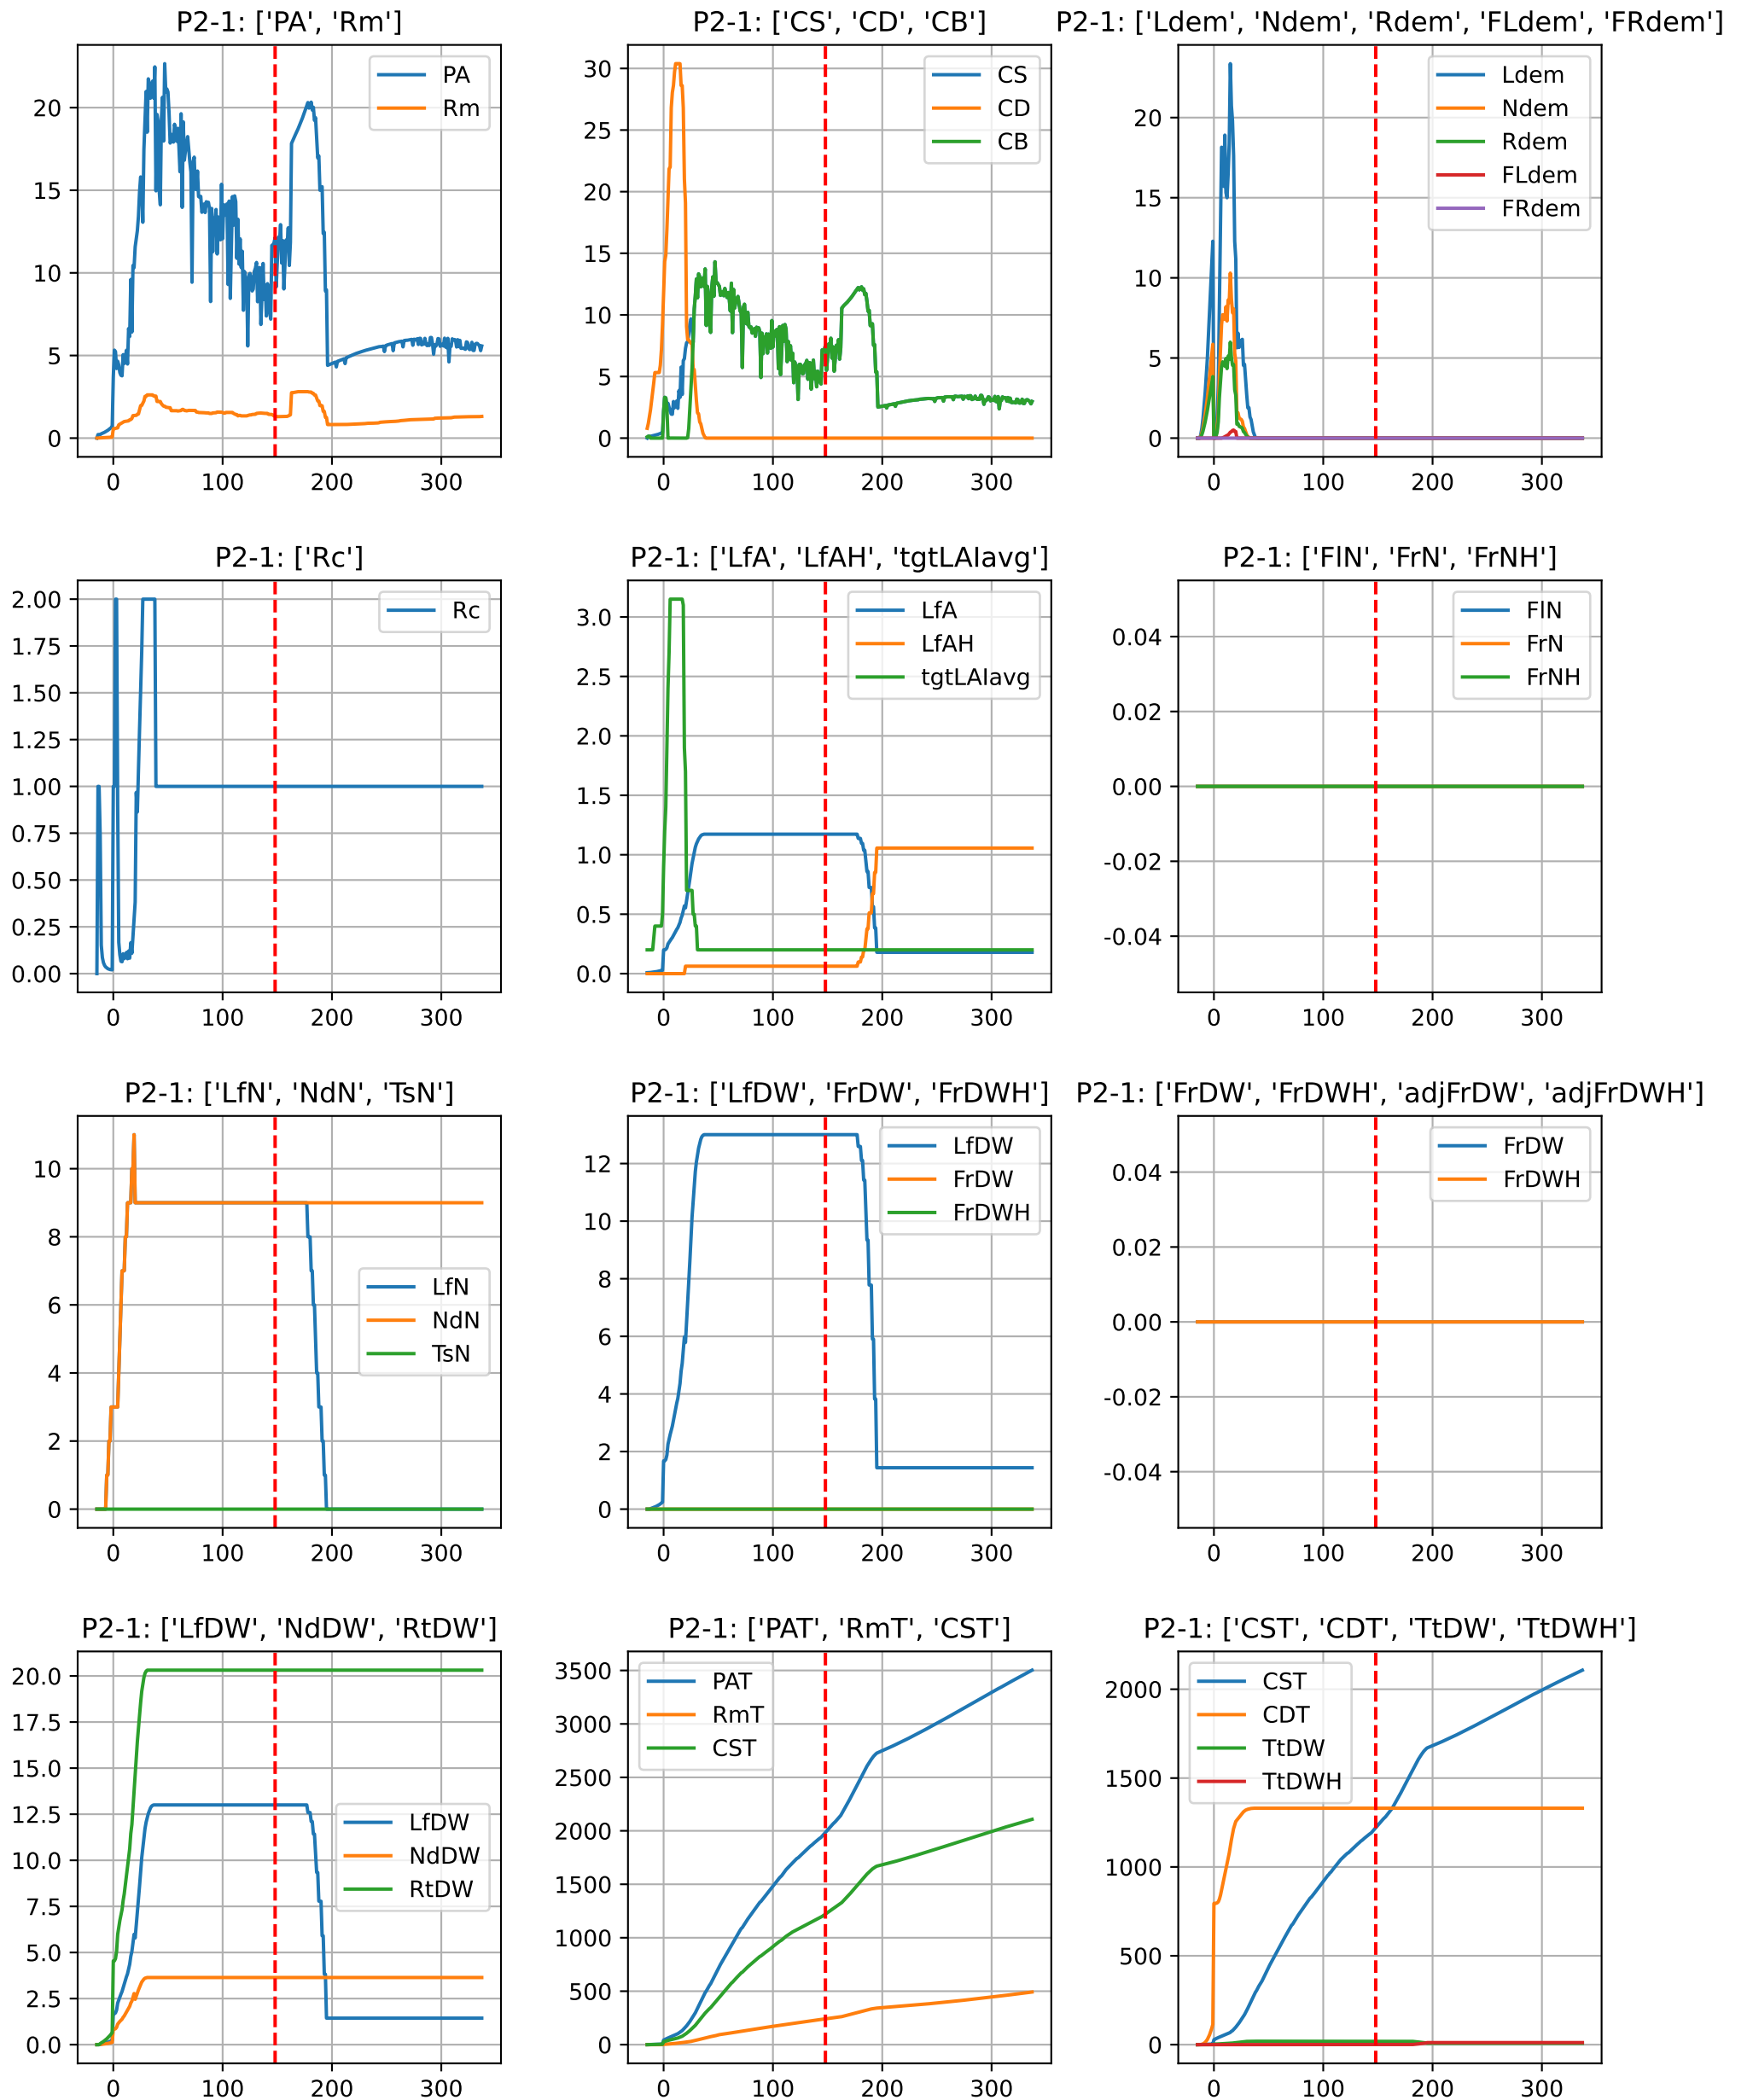 P2-1: ['PA', 'Rm']
PA
Rm
20
15
10
5
0
0 100 200 300
P2-1: ['CS', 'CD', 'CB']
CS
CD
CB
30
25
20
15
10
5
0
0 100 200 300
P2-1: ['Ldem', 'Ndem', 'Rdem', 'FLdem', 'FRdem']
Ldem
Ndem
Rdem
FLdem
FRdem
20
15
10
5
0
0 100 200 300
P2-1: ['Rc']
Rc
2.00
1.75
1.50
1.25
1.00
0.75
0.50
0.25
0.00
0 100 200 300
P2-1: ['LfA', 'LfAH', 'tgtLAIavg']
LfA
LfAH
tgtLAIavg
3.0
2.5
2.0
1.5
1.0
0.5
0.0
0 100 200 300
P2-1: ['FlN', 'FrN', 'FrNH']
FlN
FrN
FrNH
0.04
0.02
0.00
-0.02
-0.04
0 100 200 300
P2-1: ['LfN', 'NdN', 'TsN']
LfN
NdN
TsN
10
8
6
4
2
0
0 100 200 300
P2-1: ['LfDW', 'FrDW', 'FrDWH']
LfDW
FrDW
FrDWH
12
10
8
6
4
2
0
0 100 200 300
P2-1: ['FrDW', 'FrDWH', 'adjFrDW', 'adjFrDWH']
FrDW
FrDWH
0.04
0.02
0.00
-0.02
-0.04
0 100 200 300
P2-1: ['LfDW', 'NdDW', 'RtDW']
LfDW
NdDW
RtDW
20.0
17.5
15.0
12.5
10.0
7.5
5.0
2.5
0.0
0 100 200 300
P2-1: ['PAT', 'RmT', 'CST']
PAT
RmT
CST
3500
3000
2500
2000
1500
1000
500
0
0 100 200 300
P2-1: ['CST', 'CDT', 'TtDW', 'TtDWH']
CST
CDT
TtDW
TtDWH
2000
1500
1000
500
0
0 100 200 300